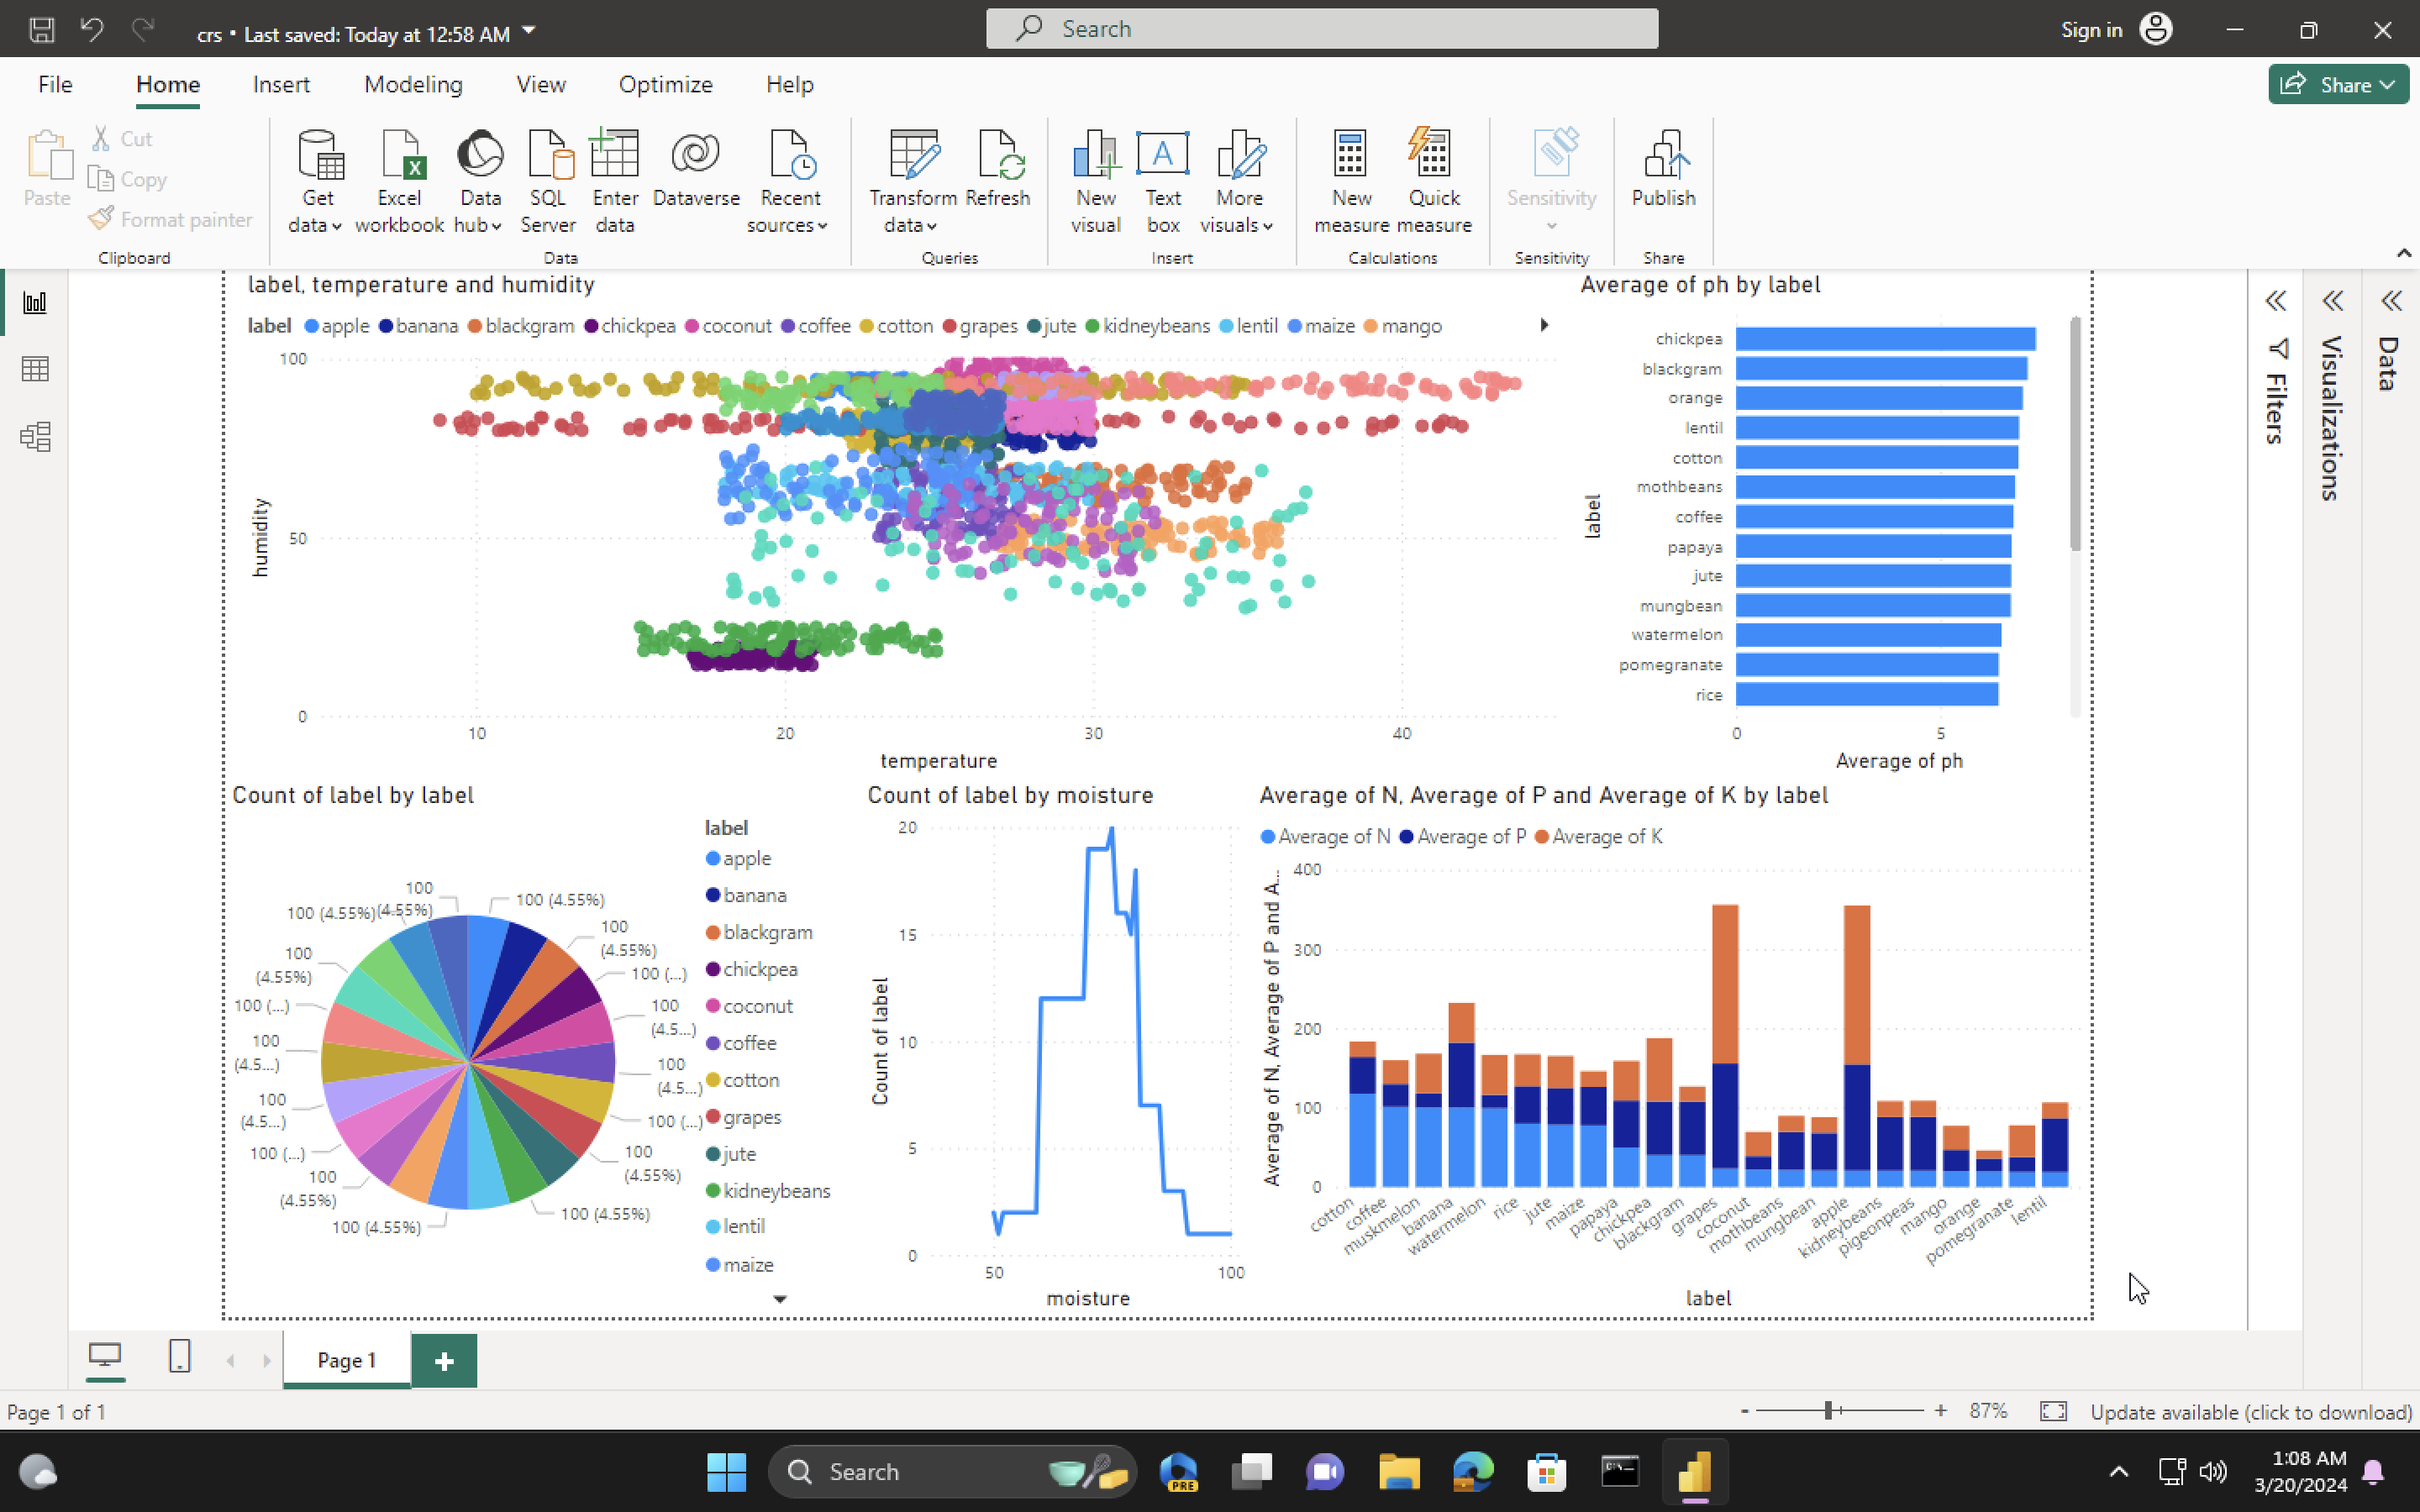 crs • Last saved: Today at 12:58 AM
Search
Sign in
File Home Insert Modeling View Optimize Help
Share
Paste
Cut
Copy
Format painter
Clipboard
Get data
Excel workbook
Data hub
SQL Server
Enter data
Dataverse
Recent sources
Data
Transform data
Refresh
Queries
New visual
Text box
More visuals
Insert
New measure
Quick measure
Calculations
Sensitivity
Sensitivity
Publish
Share
label, temperature and humidity
label apple banana blackgram chickpea coconut coffee cotton grapes jute kidneybeans lentil maize mango
humidity
100
50
0
10 20 30 40
temperature
Average of ph by label
label
chickpea
blackgram
orange
lentil
cotton
mothbeans
coffee
papaya
jute
mungbean
watermelon
pomegranate
rice
0 5
Average of ph
Filters
Visualizations
Data
Count of label by label
100 (4.55%)
100 (4.55%)
100 (...)
100 (4.5...)
100 (4.5...)
100 (...)
100 (4.55%)
100 (4.55%)
100 (4.55%)
100 (4.55%)
100 (...)
100 (4.5...)
100 (4.5...)
100 (...)
100 (4.55%)
100 (4.55%)
100 (4.55%)
label
apple
banana
blackgram
chickpea
coconut
coffee
cotton
grapes
jute
kidneybeans
lentil
maize
Count of label by moisture
Count of label
20
15
10
5
0
50 100
moisture
Average of N, Average of P and Average of K by label
Average of N Average of P Average of K
Average of N, Average of P and A...
400
300
200
100
0
cotton coffee muskmelon banana watermelon rice jute maize papaya chickpea blackgram grapes coconut mothbeans mungbean apple kidneybeans pigeonpeas mango orange pomegranate lentil
label
Page 1
+
Page 1 of 1
- + 87%
Update available (click to download)
Search
PRE
1:08 AM
3/20/2024